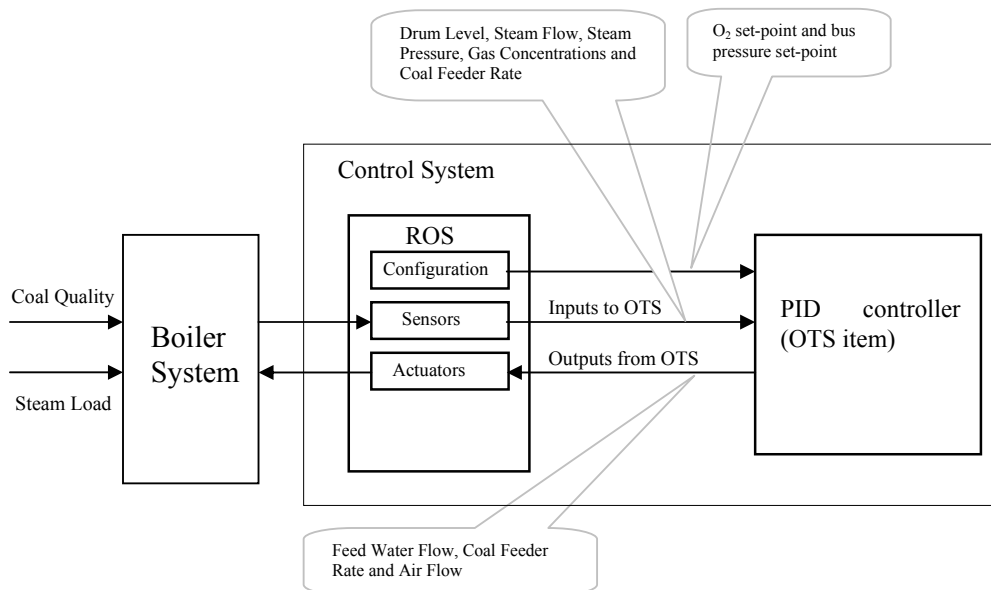 Drum Level, Steam Flow, Steam
Pressure, Gas Concentrations and
Coal Feeder Rate
O₂ set-point and bus
pressure set-point
Control System
ROS
Configuration
Coal Quality
Sensors
Inputs to OTS
PID controller
(OTS item)
Boiler
System
Actuators
Outputs from OTS
Steam Load
Feed Water Flow, Coal Feeder
Rate and Air Flow